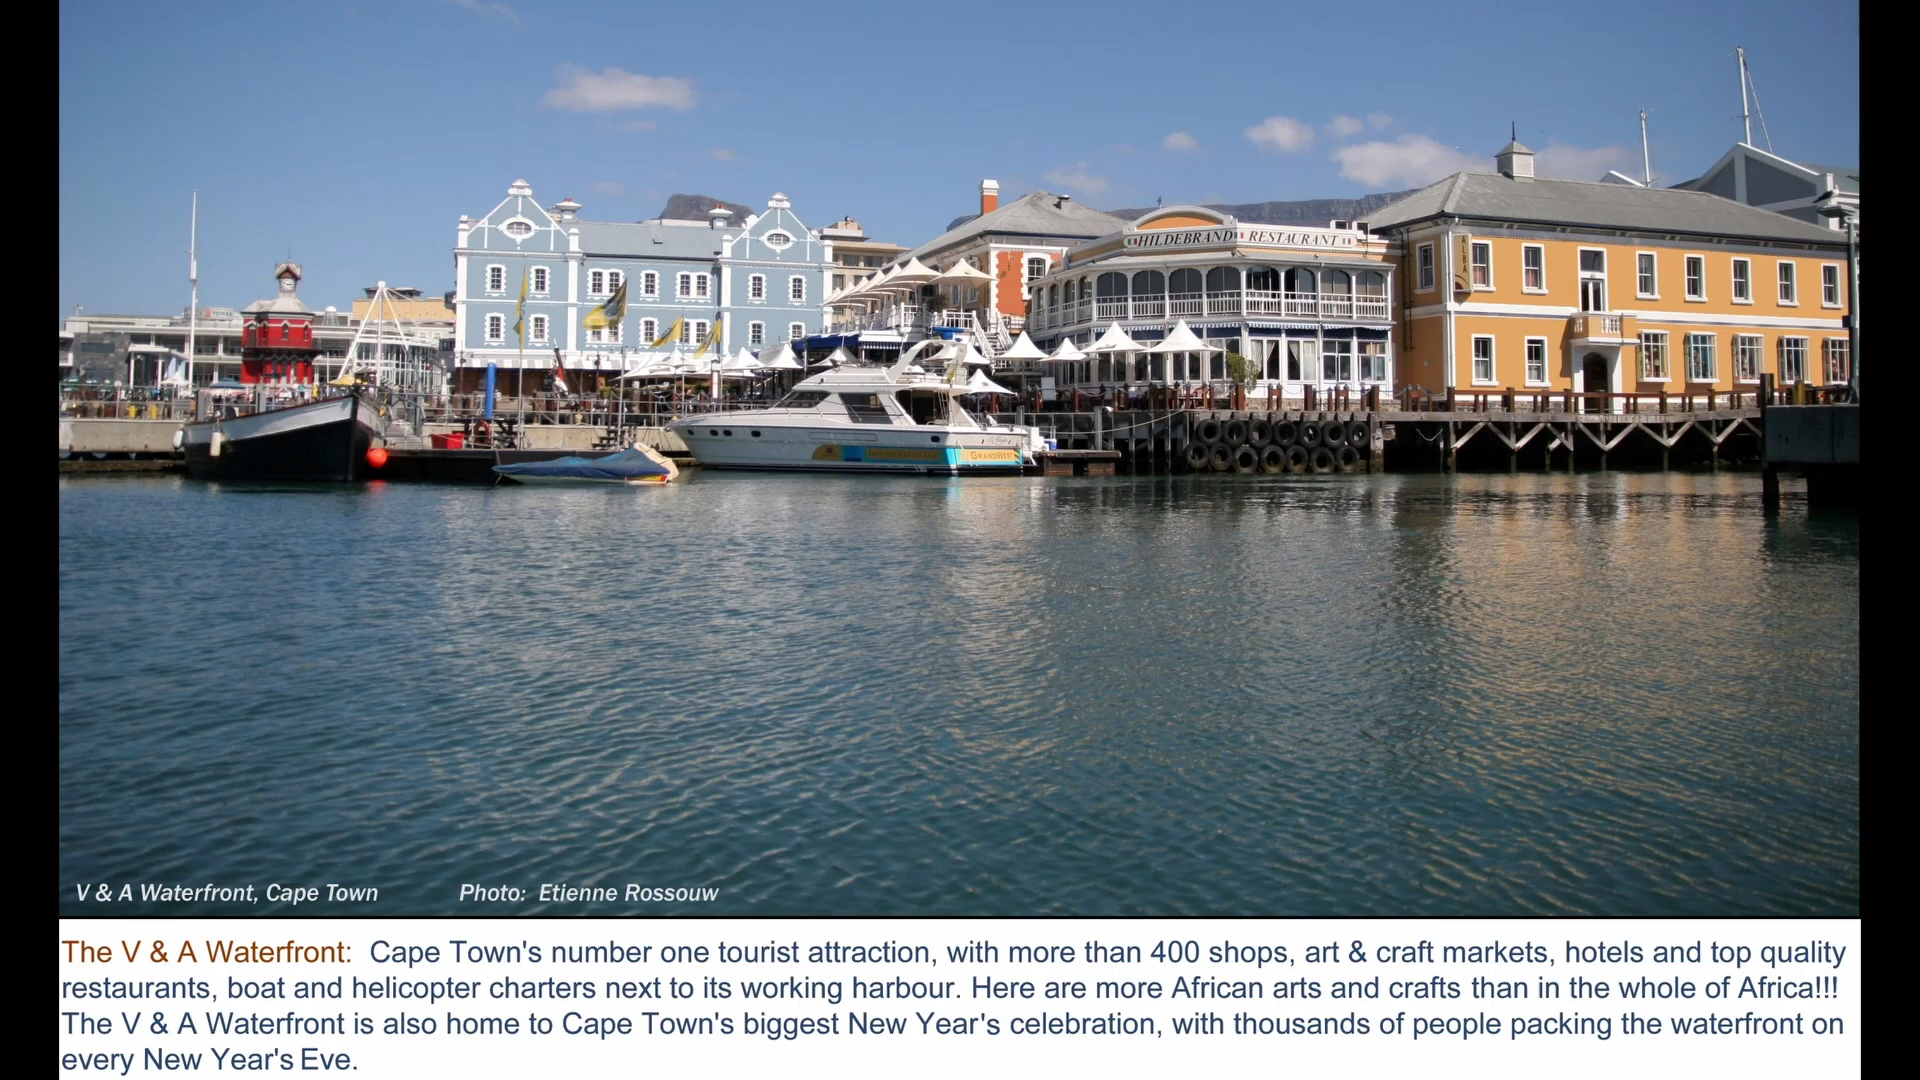 HILDEBRAND RESTAURANT
ALBA
GRANDWEST
V & A Waterfront, Cape Town Photo: Etienne Rossouw
The V & A Waterfront: Cape Town's number one tourist attraction, with more than 400 shops, art & craft markets, hotels and top quality
restaurants, boat and helicopter charters next to its working harbour. Here are more African arts and crafts than in the whole of Africa!!!
The V & A Waterfront is also home to Cape Town's biggest New Year's celebration, with thousands of people packing the waterfront on
every New Year's Eve.